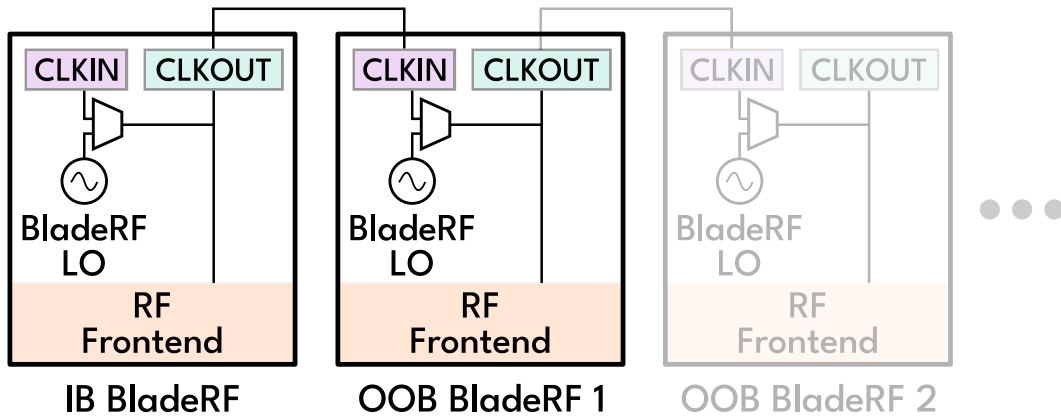 CLKIN CLKOUT
BladeRF
LO
RF
Frontend
IB BladeRF
CLKIN CLKOUT
BladeRF
LO
RF
Frontend
OOB BladeRF 1
CLKIN CLKOUT
BladeRF
LO
RF
Frontend
OOB BladeRF 2